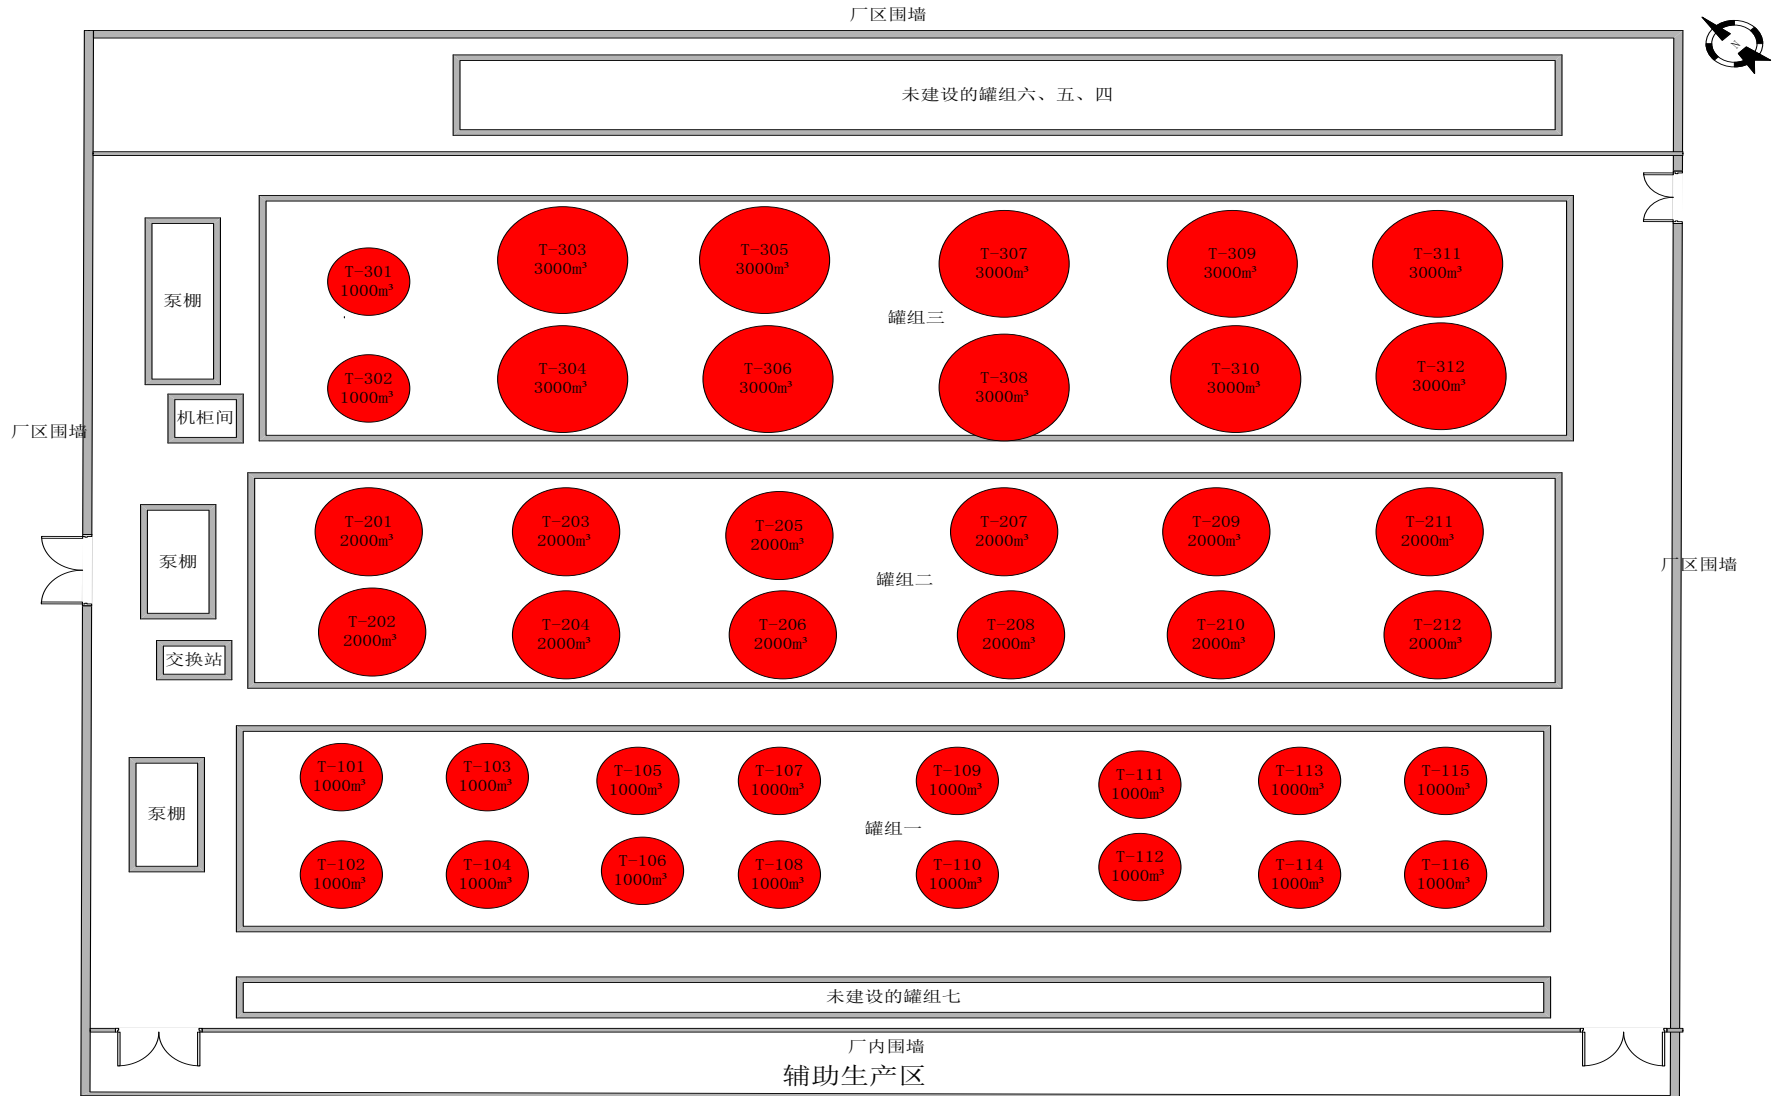 厂区围墙
N
未建设的罐组六、五、四
T-301
1000m³
T-303
3000m³
T-305
3000m³
T-307
3000m³
T-309
3000m³
T-311
3000m³
泵棚
罐组三
T-302
1000m³
T-304
3000m³
T-306
3000m³
T-308
3000m³
T-310
3000m³
T-312
3000m³
机柜间
厂区围墙
T-201
2000m³
T-203
2000m³
T-205
2000m³
T-207
2000m³
T-209
2000m³
T-211
2000m³
泵棚
罐组二
厂区围墙
T-202
2000m³
T-204
2000m³
T-206
2000m³
T-208
2000m³
T-210
2000m³
T-212
2000m³
交换站
T-101
1000m³
T-103
1000m³
T-105
1000m³
T-107
1000m³
T-109
1000m³
T-111
1000m³
T-113
1000m³
T-115
1000m³
泵棚
罐组一
T-102
1000m³
T-104
1000m³
T-106
1000m³
T-108
1000m³
T-110
1000m³
T-112
1000m³
T-114
1000m³
T-116
1000m³
未建设的罐组七
厂内围墙
辅助生产区